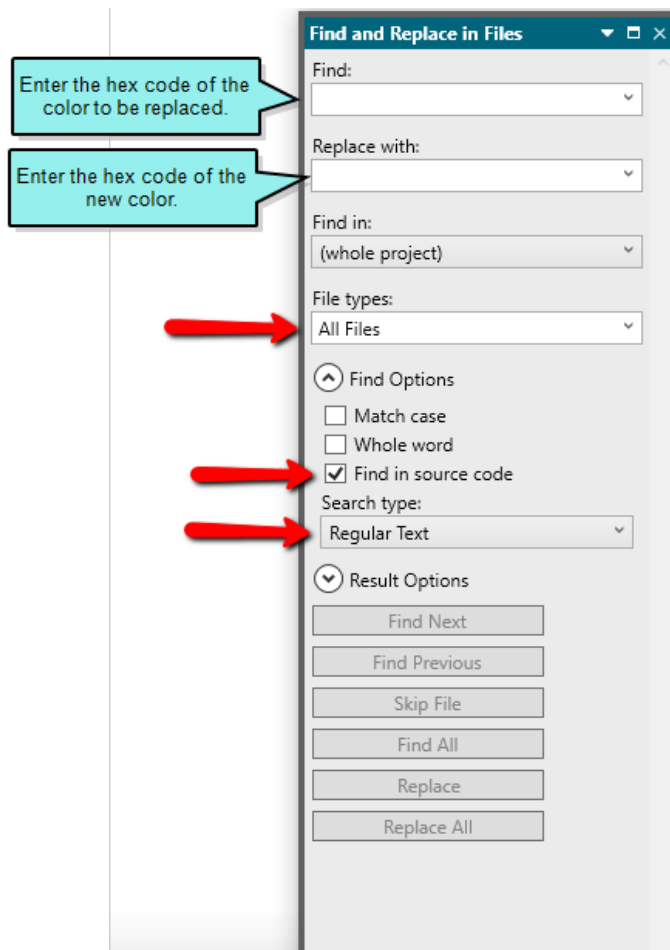 Find and Replace in Files
Find:
Enter the hex code of the
color to be replaced.
Replace with:
Enter the hex code of the
new color.
Find in:
(whole project)
File types:
All Files
Find Options
Match case
Whole word
Find in source code
Search type:
Regular Text
Result Options
Find Next
Find Previous
Skip File
Find All
Replace
Replace All